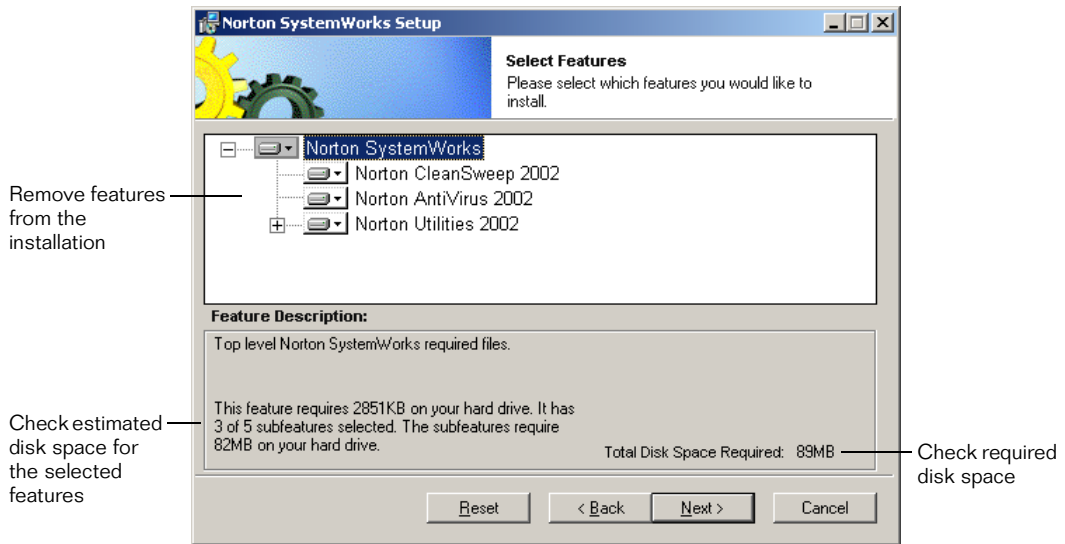 Norton SystemWorks Setup
Select Features
Please select which features you would like to
install.
Norton SystemWorks
Norton CleanSweep 2002
Norton AntiVirus 2002
Norton Utilities 2002
Remove features
from the
installation
Feature Description:
Top level Norton SystemWorks required files.
This feature requires 2851KB on your hard drive. It has
3 of 5 subfeatures selected. The subfeatures require
82MB on your hard drive.
Total Disk Space Required: 89MB
Check estimated
disk space for
the selected
features
Check required
disk space
Reset
< Back
Next >
Cancel